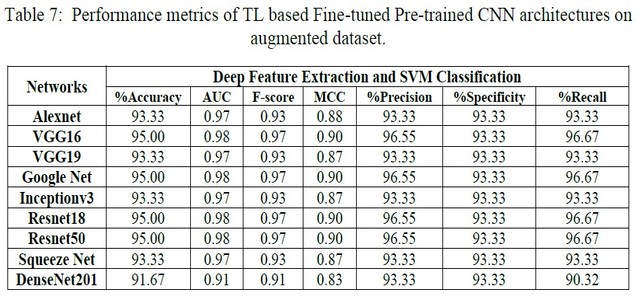 Table 7: Performance metrics of TL based Fine-tuned Pre-trained CNN architectures on
augmented dataset.
Networks Deep Feature Extraction and SVM Classification
%Accuracy AUC F-score MCC %Precision %Specificity %Recall
Alexnet 93.33 0.97 0.93 0.88 93.33 93.33 93.33
VGG16 95.00 0.98 0.97 0.90 96.55 93.33 96.67
VGG19 93.33 0.97 0.93 0.87 93.33 93.33 93.33
Google Net 95.00 0.98 0.97 0.90 96.55 93.33 96.67
Inceptionv3 93.33 0.97 0.93 0.87 93.33 93.33 93.33
Resnet18 95.00 0.98 0.97 0.90 96.55 93.33 96.67
Resnet50 95.00 0.98 0.97 0.90 96.55 93.33 96.67
Squeeze Net 93.33 0.97 0.93 0.87 93.33 93.33 93.33
DenseNet201 91.67 0.91 0.91 0.83 93.33 93.33 90.32